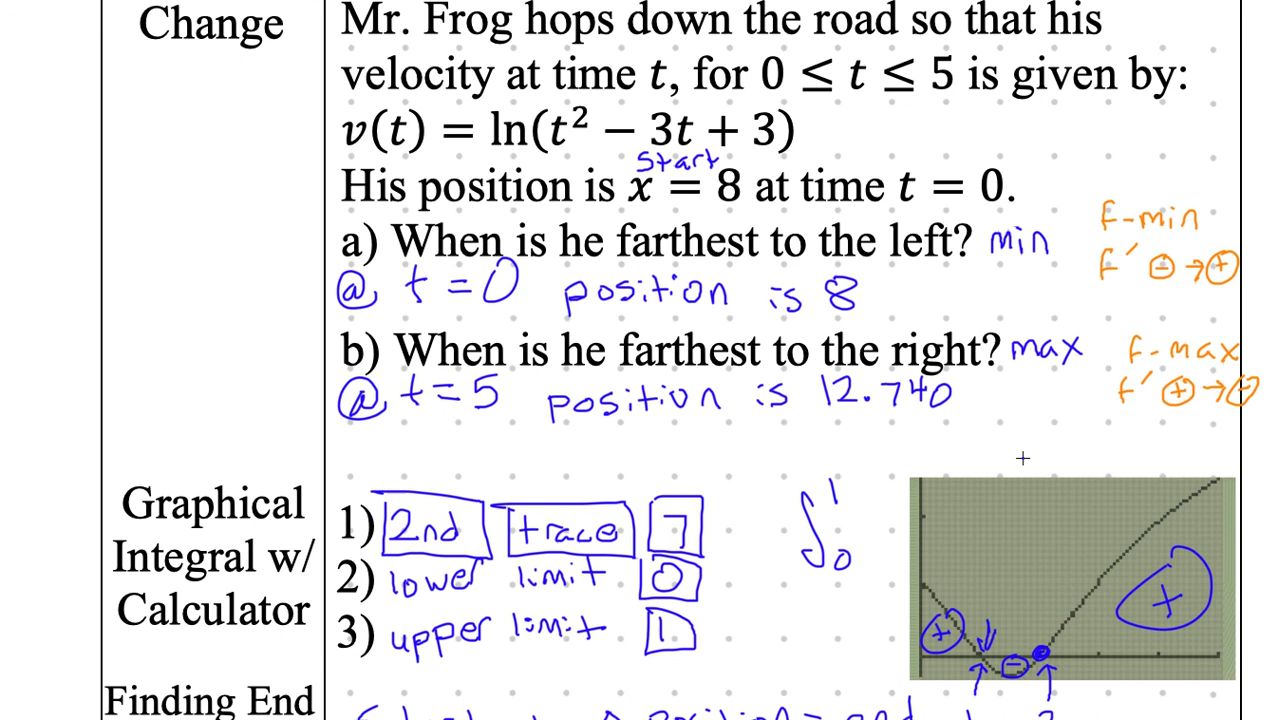 Change
Mr. Frog hops down the road so that his
velocity at time t, for 0 ≤ t ≤ 5 is given by:
v(t) = ln(t² − 3t + 3)
start
His position is x = 8 at time t = 0.
a) When is he farthest to the left? min
f-min
f′ ⊖→⊕
@ t = 0 position is 8
b) When is he farthest to the right? max
f-max
f′ ⊕→⊖
@ t = 5 position is 12.740
Graphical
Integral w/
Calculator
1) 2nd trace 7
2) lower limit 0
3) upper limit 1
∫₀¹
+ − +
Finding End
position = end